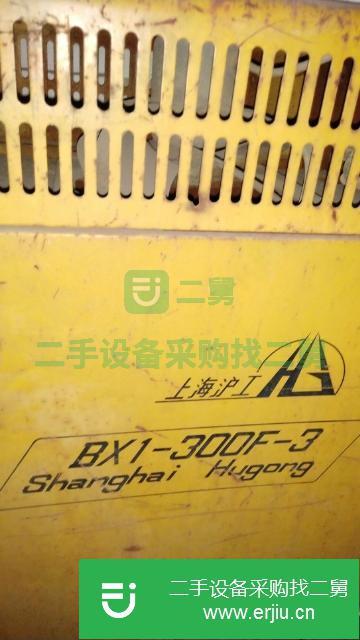 二舅
二手设备采购找二舅
上海沪工
HG
BX1-300F-3
Shanghai Hugong
二手设备采购找二舅
www.erjiu.cn